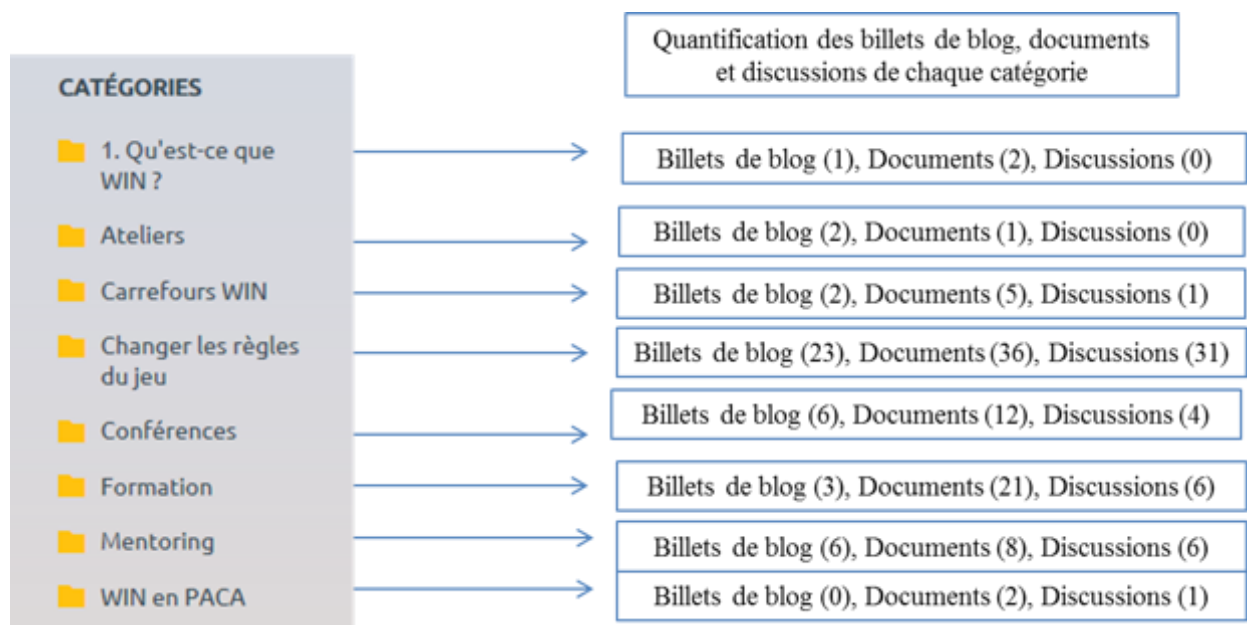 Quantification des billets de blog, documents
et discussions de chaque catégorie
CATÉGORIES
1. Qu'est-ce que
WIN ?
Billets de blog (1), Documents (2), Discussions (0)
Ateliers
Billets de blog (2), Documents (1), Discussions (0)
Carrefours WIN
Billets de blog (2), Documents (5), Discussions (1)
Changer les règles
du jeu
Billets de blog (23), Documents (36), Discussions (31)
Conférences
Billets de blog (6), Documents (12), Discussions (4)
Formation
Billets de blog (3), Documents (21), Discussions (6)
Mentoring
Billets de blog (6), Documents (8), Discussions (6)
WIN en PACA
Billets de blog (0), Documents (2), Discussions (1)